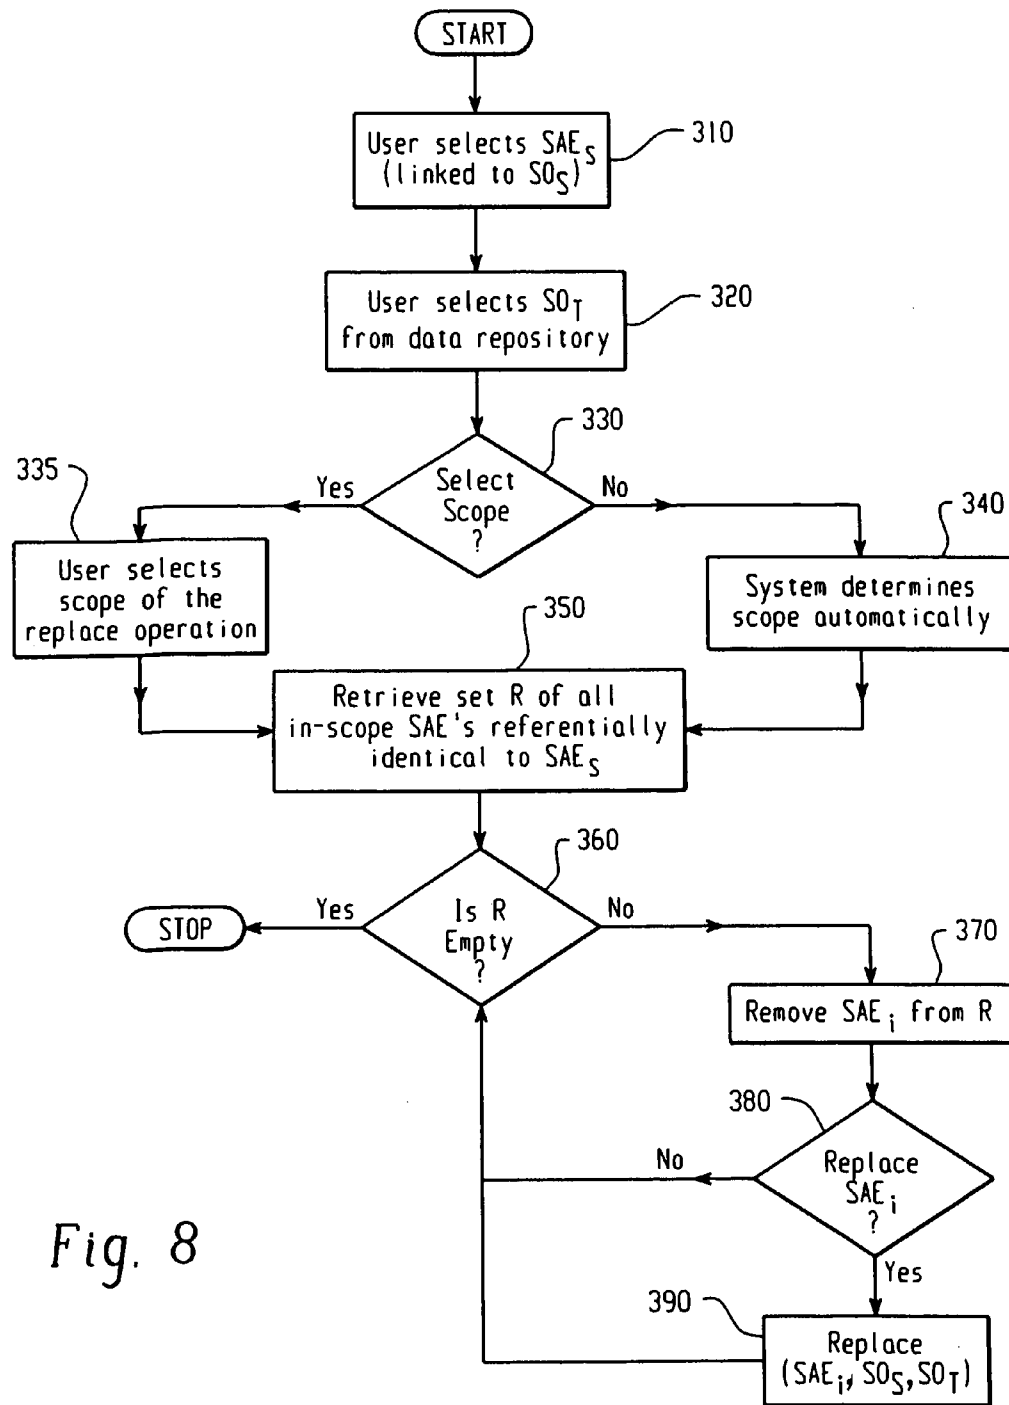 START
User selects SAE_S
(linked to SO_S)
310
User selects SO_T
from data repository
320
330
Select
Scope
?
Yes
No
335
User selects
scope of the
replace operation
340
System determines
scope automatically
350
Retrieve set R of all
in-scope SAE's referentially
identical to SAE_S
360
Is R
Empty
?
Yes
No
STOP
370
Remove SAE_i from R
380
Replace
SAE_i
?
No
Yes
390
Replace
(SAE_i, SO_S, SO_T)
Fig. 8